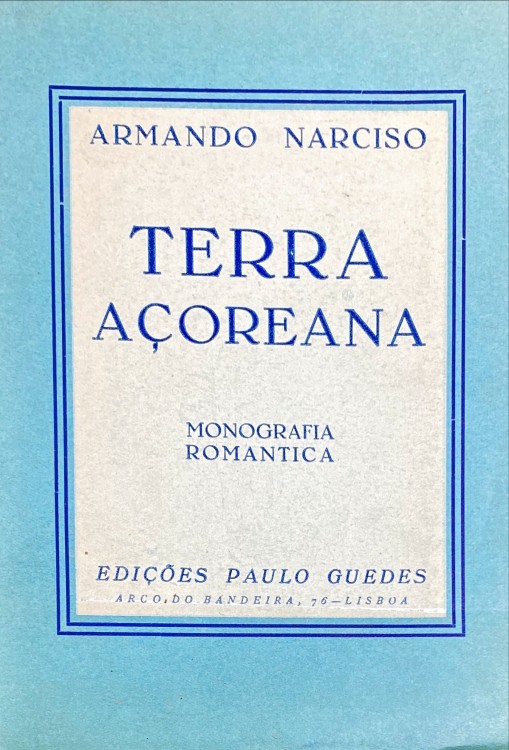 ARMANDO NARCISO
TERRA
AÇOREANA
MONOGRAFIA
ROMANTICA
EDIÇÕES PAULO GUEDES
ARCO DO BANDEIRA, 76—LISBOA